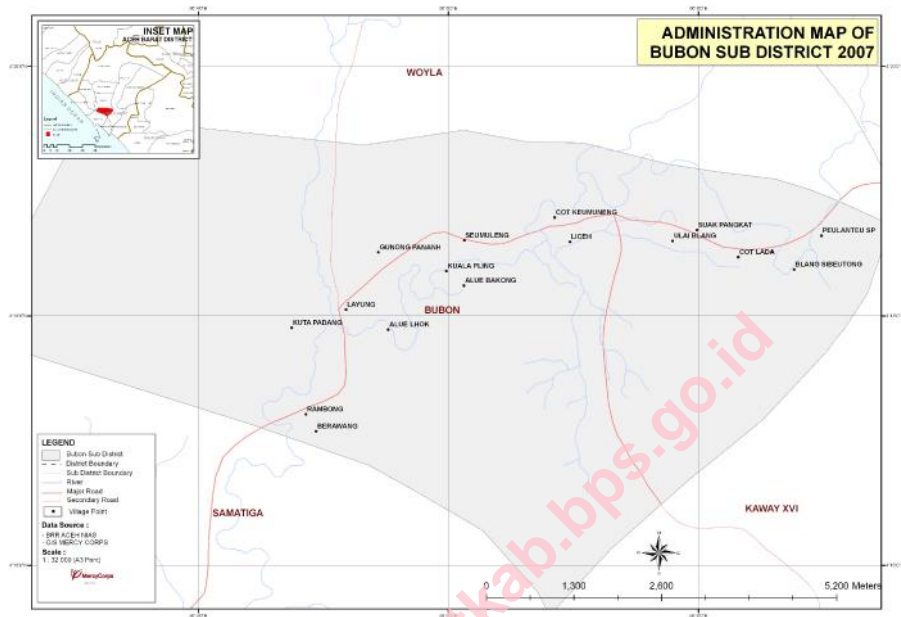 ADMINISTRATION MAP OF
BUBON SUB DISTRICT 2007
INSET MAP
ACEH BARAT DISTRICT
WOYLA
COT KEUMUNENG
SUAK PANGKAT
PEULANTEU SP
SEUMULENG
LICEH
ULAI BLANG
GUNONG PANANH
COT LADA
KUALA PLING
BLANG SIBEUTONG
ALUE BAKONG
LAYUNG
BUBON
KUTA PADANG
ALUE LHOK
RAMBONG
BERAWANG
SAMATIGA
KAWAY XVI
LEGEND
Bubon Sub District
District Boundary
Sub District Boundary
River
Major Road
Secondary Road
Village Point
Data Source :
- BRR ACEH NIAS
- GIS MERCY CORPS
Scale :
1 : 32.000 (A3 Print)
MercyCorps
0 1,300 2,600 5,200 Meters
kab.bps.go.id